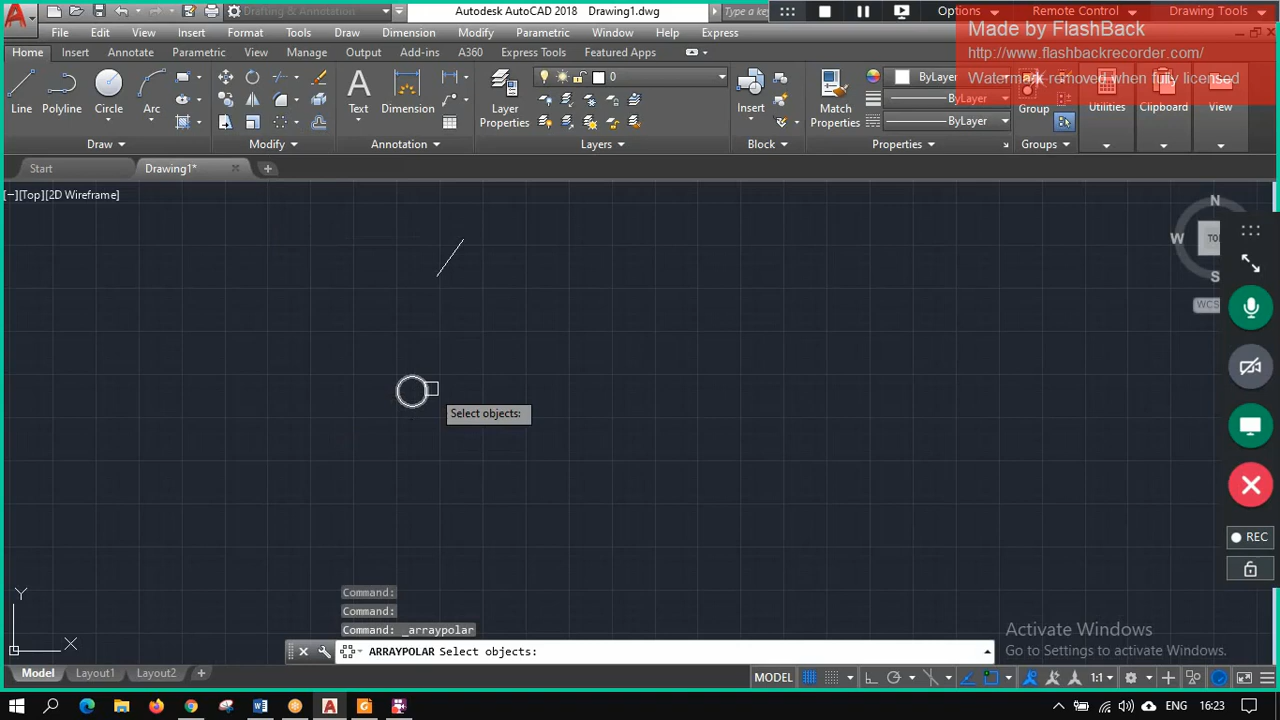 Drafting & Annotation
Autodesk AutoCAD 2018 Drawing1.dwg
Type a key
Options
Remote Control
Drawing Tools
File Edit View Insert Format Tools Draw Dimension Modify Parametric Window Help Express
Made by FlashBack
http://www.flashbackrecorder.com/
Watermark removed when fully licensed
Home Insert Annotate Parametric View Manage Output Add-ins A360 Express Tools Featured Apps
0
ByLayer
ByLayer
ByLayer
Line Polyline Circle Arc
Text Dimension
Layer
Properties
Insert
Match
Properties
Group
Utilities
Clipboard
View
Draw
Modify
Annotation
Layers
Block
Properties
Groups
Start
Drawing1*
[−][Top][2D Wireframe]
N
W
TO
S
WCS
Select objects:
REC
Y
X
Command:
Command:
Command: _arraypolar
ARRAYPOLAR Select objects:
Activate Windows
Go to Settings to activate Windows.
Model Layout1 Layout2
MODEL
1:1
ENG
16:23